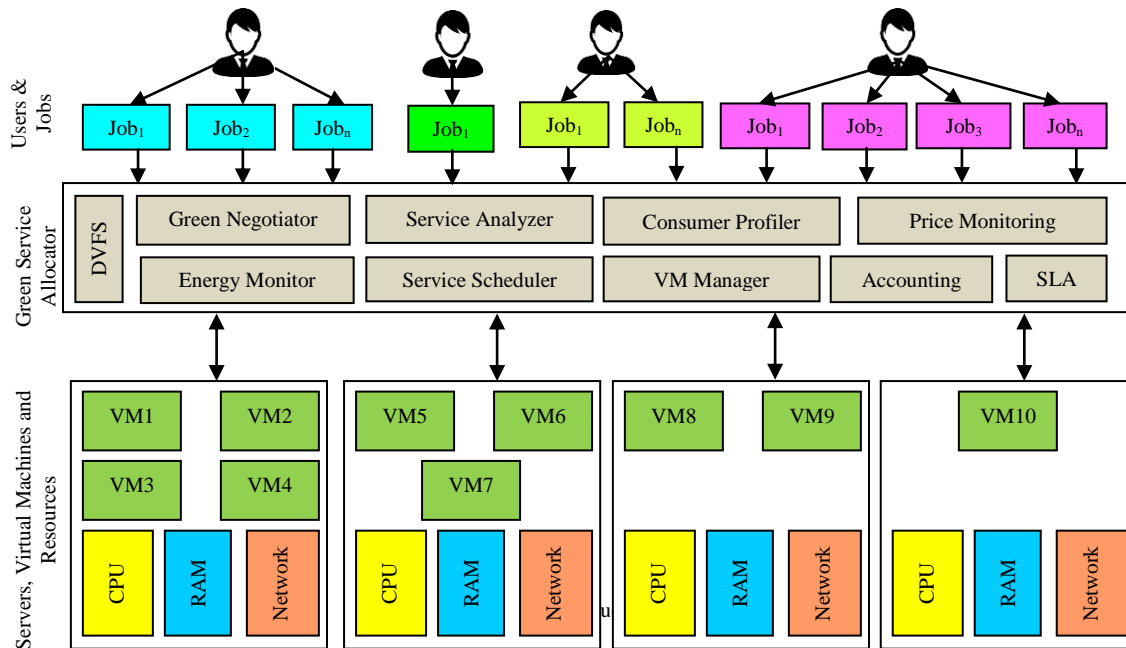 Users &
Jobs
Job1 Job2 Jobn Job1 Job1 Jobn Job1 Job2 Job3 Jobn
Green Service
Allocator
DVFS
Green Negotiator Service Analyzer Consumer Profiler Price Monitoring
Energy Monitor Service Scheduler VM Manager Accounting SLA
Servers, Virtual Machines and
Resources
VM1 VM2 VM5 VM6 VM8 VM9 VM10
VM3 VM4 VM7
CPU RAM Network CPU RAM Network CPU RAM Network CPU RAM Network
u